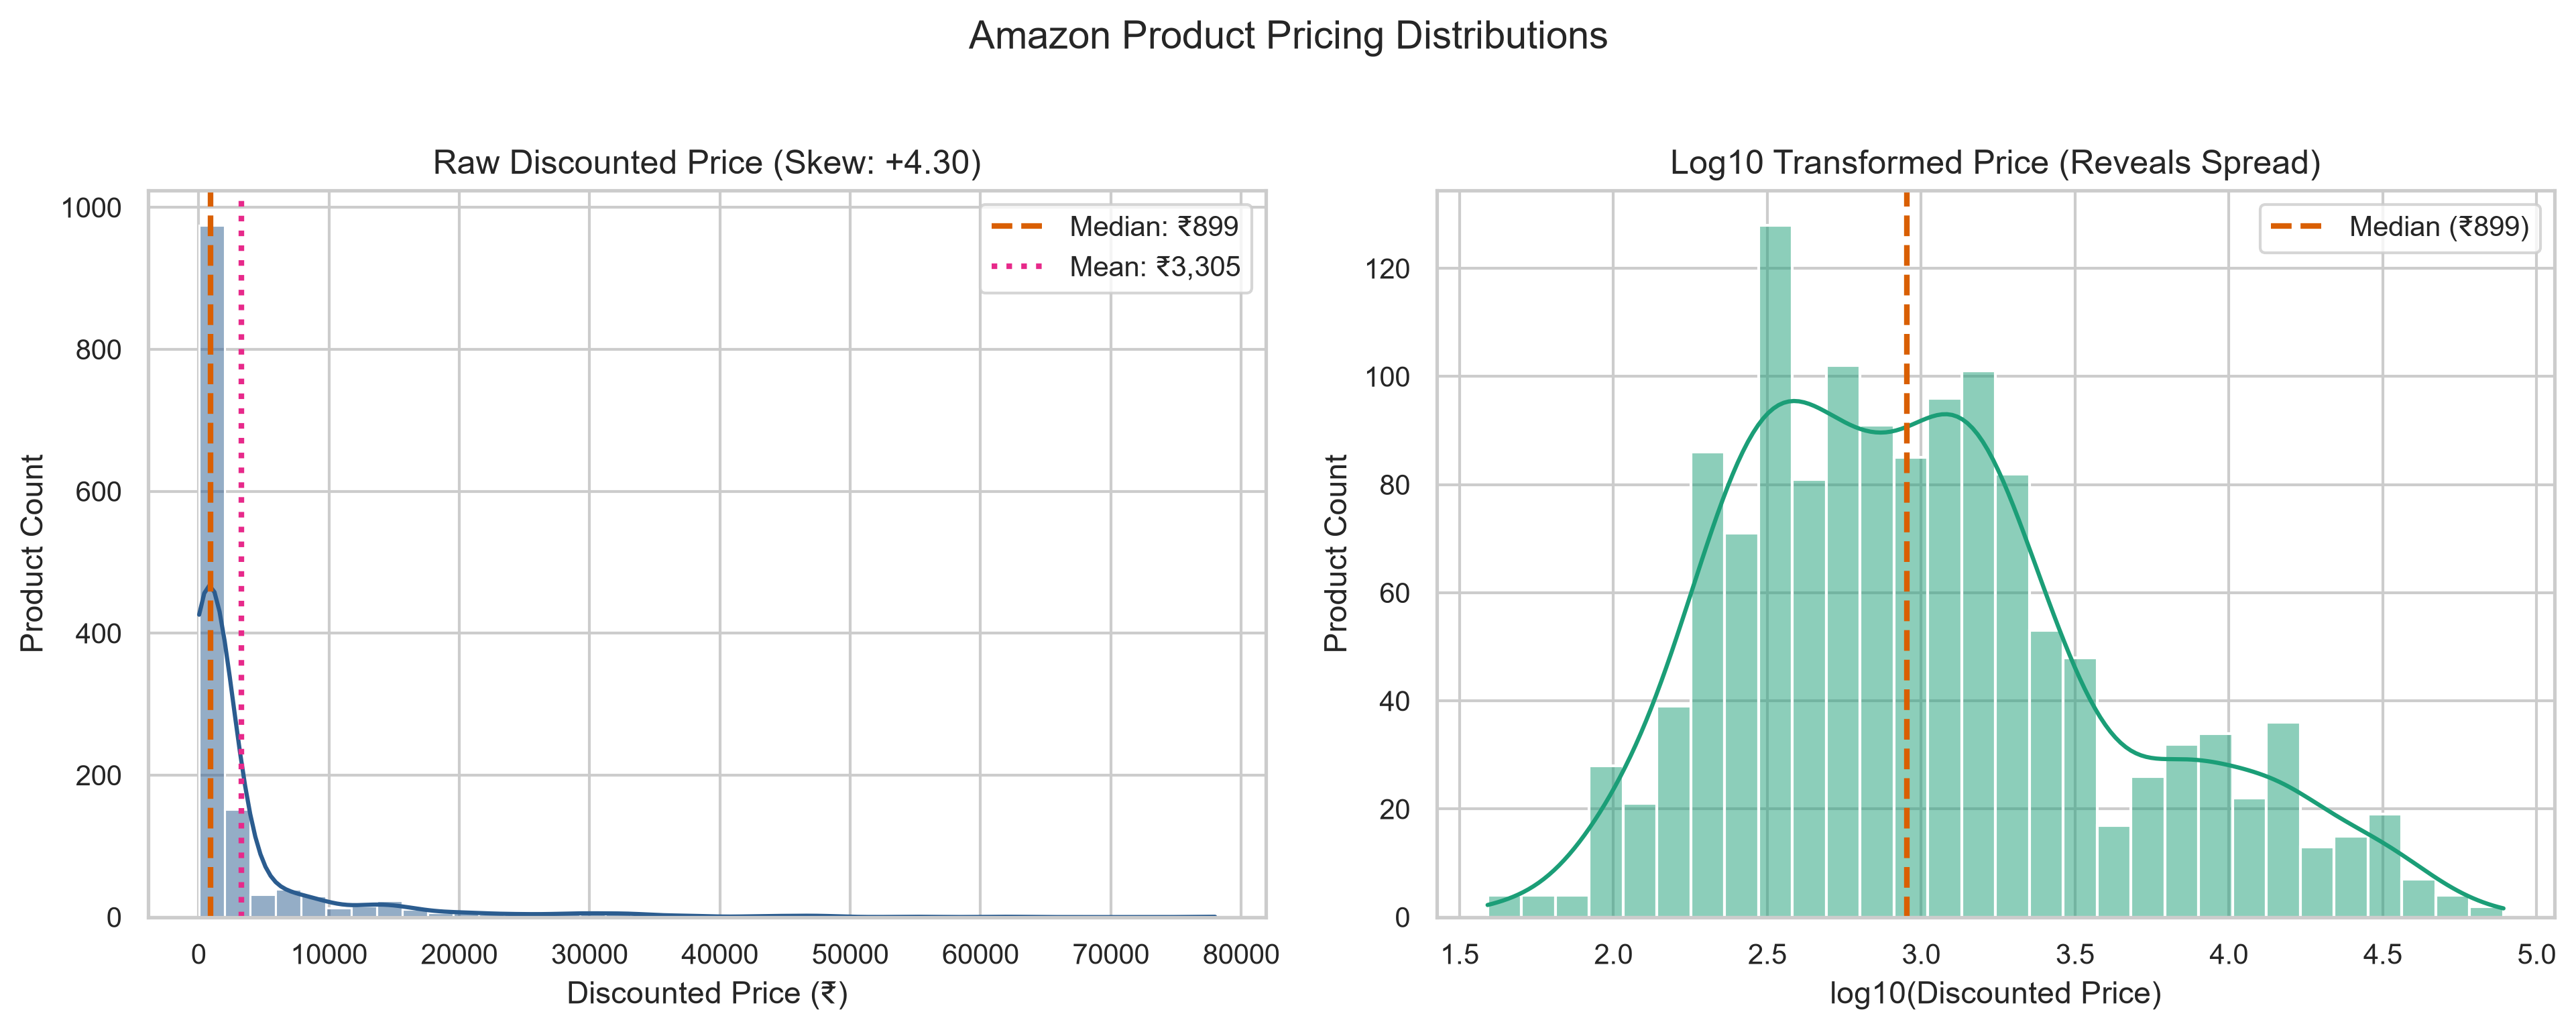 Amazon Product Pricing Distributions
Raw Discounted Price (Skew: +4.30)
1000
800
600
400
200
0
Product Count
Median: ₹899
Mean: ₹3,305
0 10000 20000 30000 40000 50000 60000 70000 80000
Discounted Price (₹)
Log10 Transformed Price (Reveals Spread)
120
100
80
60
40
20
0
Product Count
Median (₹899)
1.5 2.0 2.5 3.0 3.5 4.0 4.5 5.0
log10(Discounted Price)